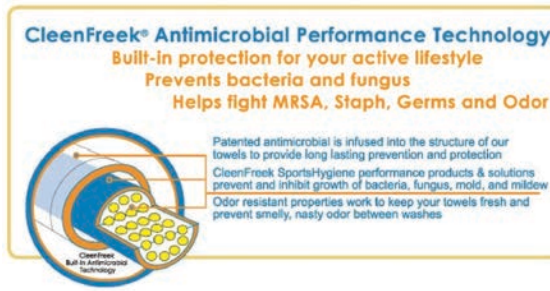 CleenFreek® Antimicrobial Performance Technology
Built-in protection for your active lifestyle
Prevents bacteria and fungus
Helps fight MRSA, Staph, Germs and Odor
Patented antimicrobial is infused into the structure of our
towels to provide long lasting prevention and protection
CleenFreek SportsHygiene performance products & solutions
prevent and inhibit growth of bacteria, fungus, mold, and mildew
Odor resistant properties work to keep your towels fresh and
prevent smelly, nasty odor between washes
CleenFreek
Built-In Antimicrobial
Technology